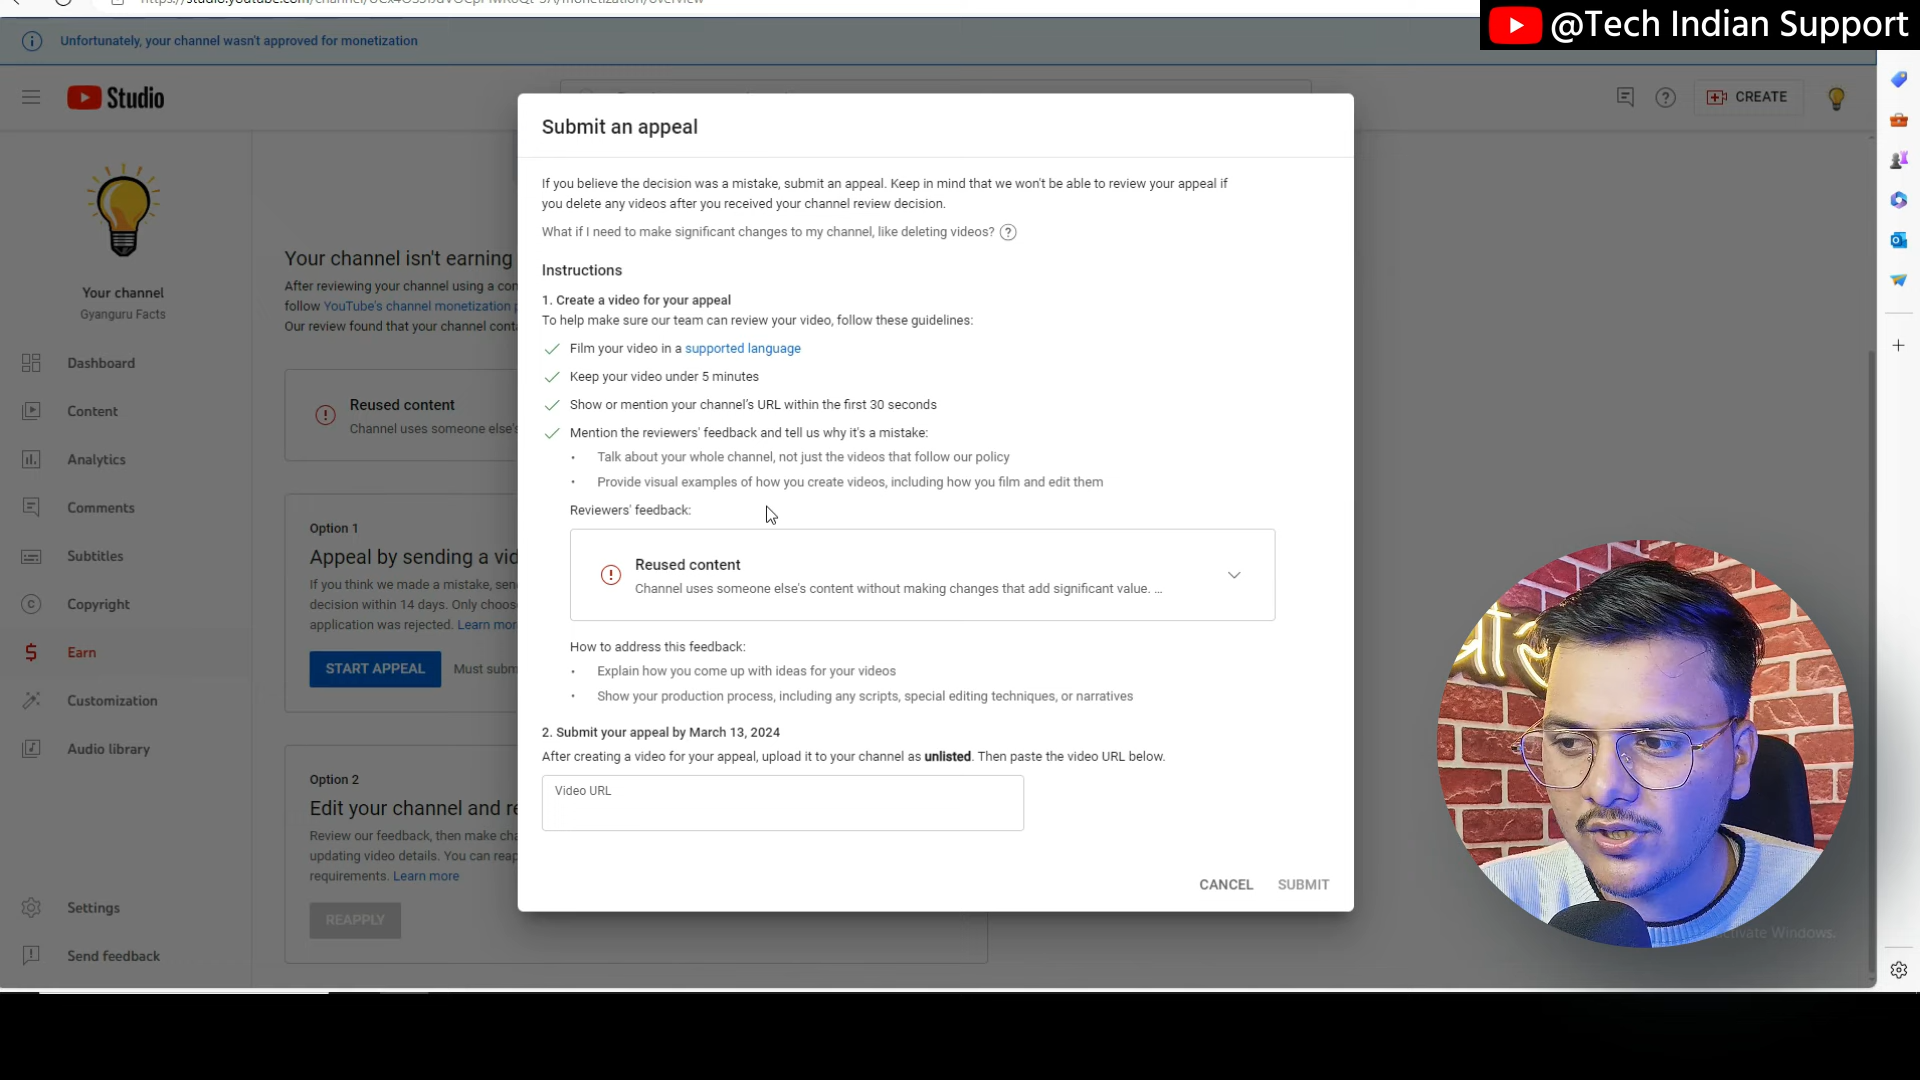 @Tech Indian Support
Unfortunately, your channel wasn't approved for monetization
Studio
CREATE
Submit an appeal
If you believe the decision was a mistake, submit an appeal. Keep in mind that we won't be able to review your appeal if
you delete any videos after you received your channel review decision.
What if I need to make significant changes to my channel, like deleting videos?
Instructions
1. Create a video for your appeal
To help make sure our team can review your video, follow these guidelines:
Film your video in a supported language
Keep your video under 5 minutes
Show or mention your channel's URL within the first 30 seconds
Mention the reviewers' feedback and tell us why it's a mistake:
• Talk about your whole channel, not just the videos that follow our policy
• Provide visual examples of how you create videos, including how you film and edit them
Reviewers' feedback:
Reused content
Channel uses someone else's content without making changes that add significant value. ...
How to address this feedback:
• Explain how you come up with ideas for your videos
• Show your production process, including any scripts, special editing techniques, or narratives
2. Submit your appeal by March 13, 2024
After creating a video for your appeal, upload it to your channel as unlisted. Then paste the video URL below.
Video URL
CANCEL
SUBMIT
Your channel
Gyanguru Facts
Dashboard
Content
Analytics
Comments
Subtitles
Copyright
Earn
Customization
Audio library
Settings
Send feedback
Your channel isn't earning
After reviewing your channel using a
follow YouTube's channel monetization
Our review found that your channel
Reused content
Channel uses someone else's
Option 1
Appeal by sending a
If you think we made a mistake,
decision within 14 days. Only
application was rejected. Learn
START APPEAL
Must
Option 2
Edit your channel and
Review our feedback, then make
updating video details. You can
requirements. Learn more
REAPPLY
Windows.